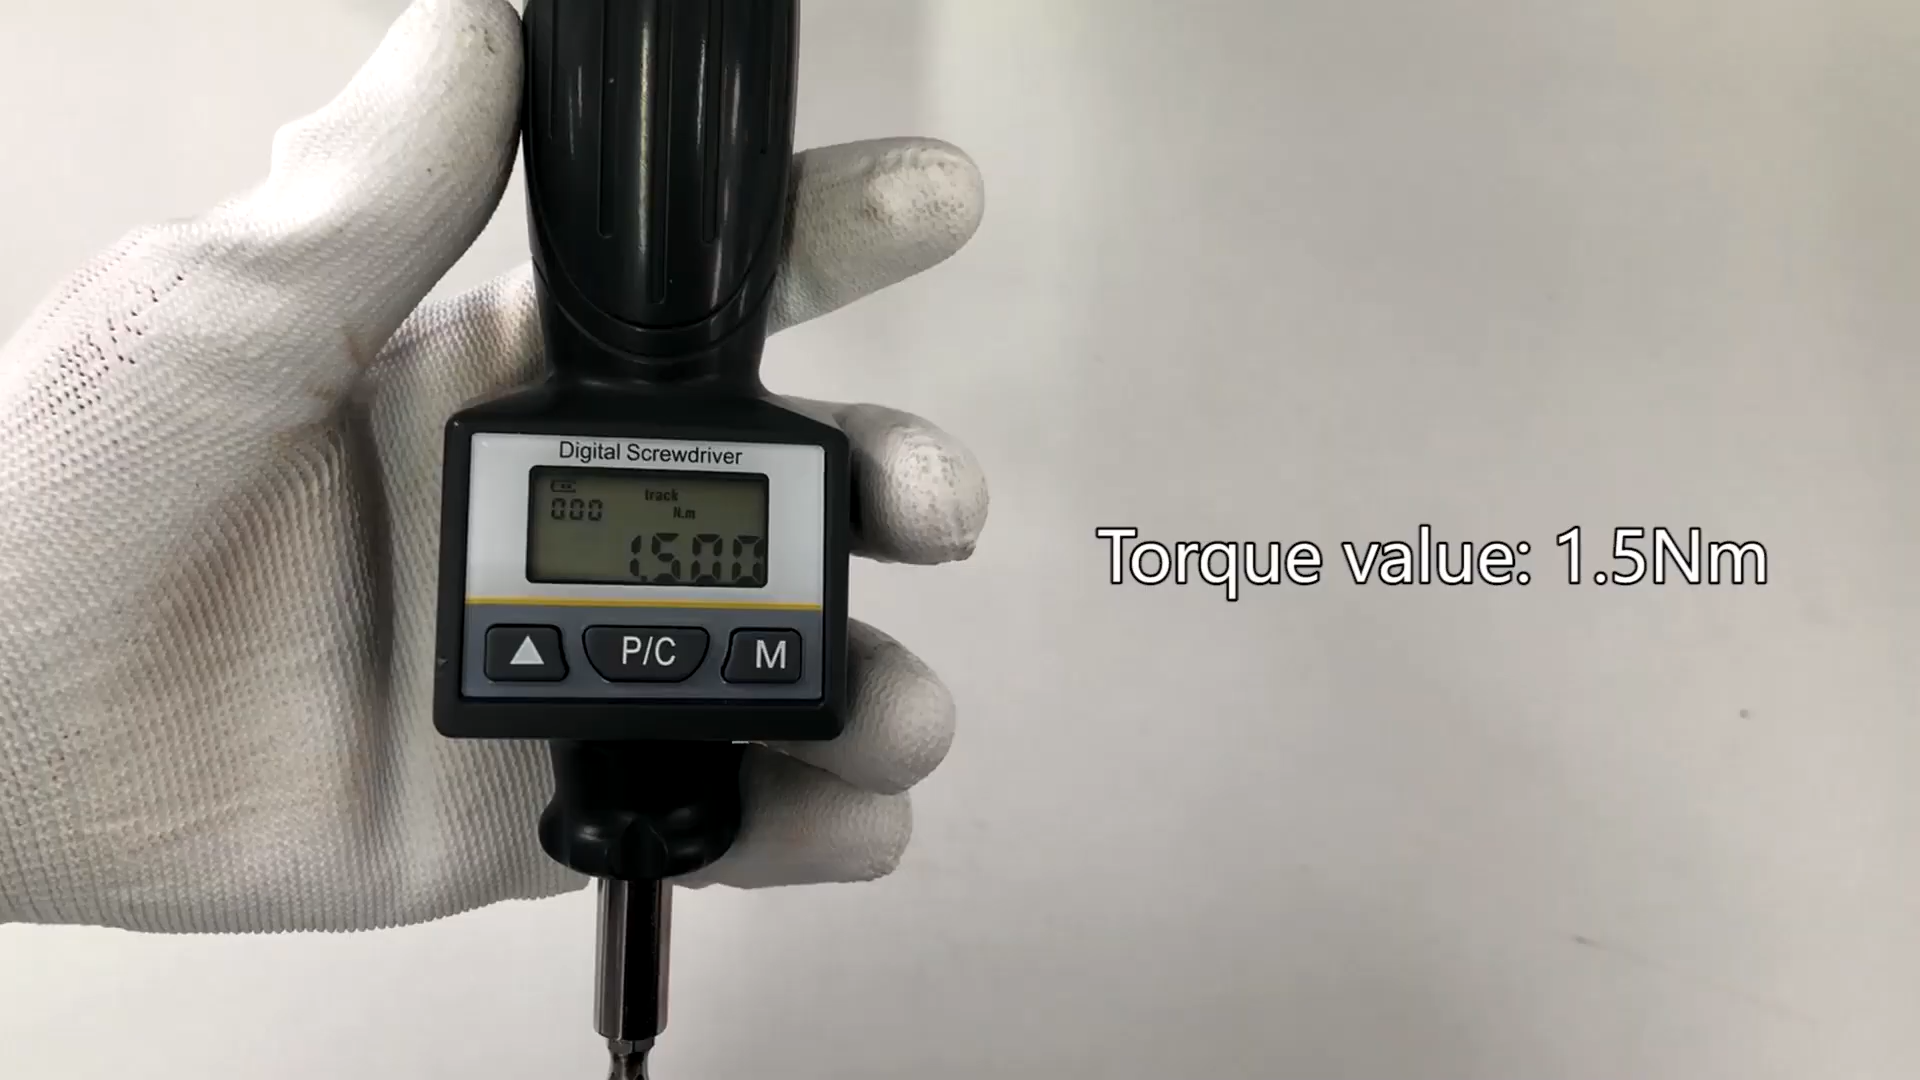 Digital Screwdriver
track
000
N.m
1.500
▲ P/C M
Torque value: 1.5Nm